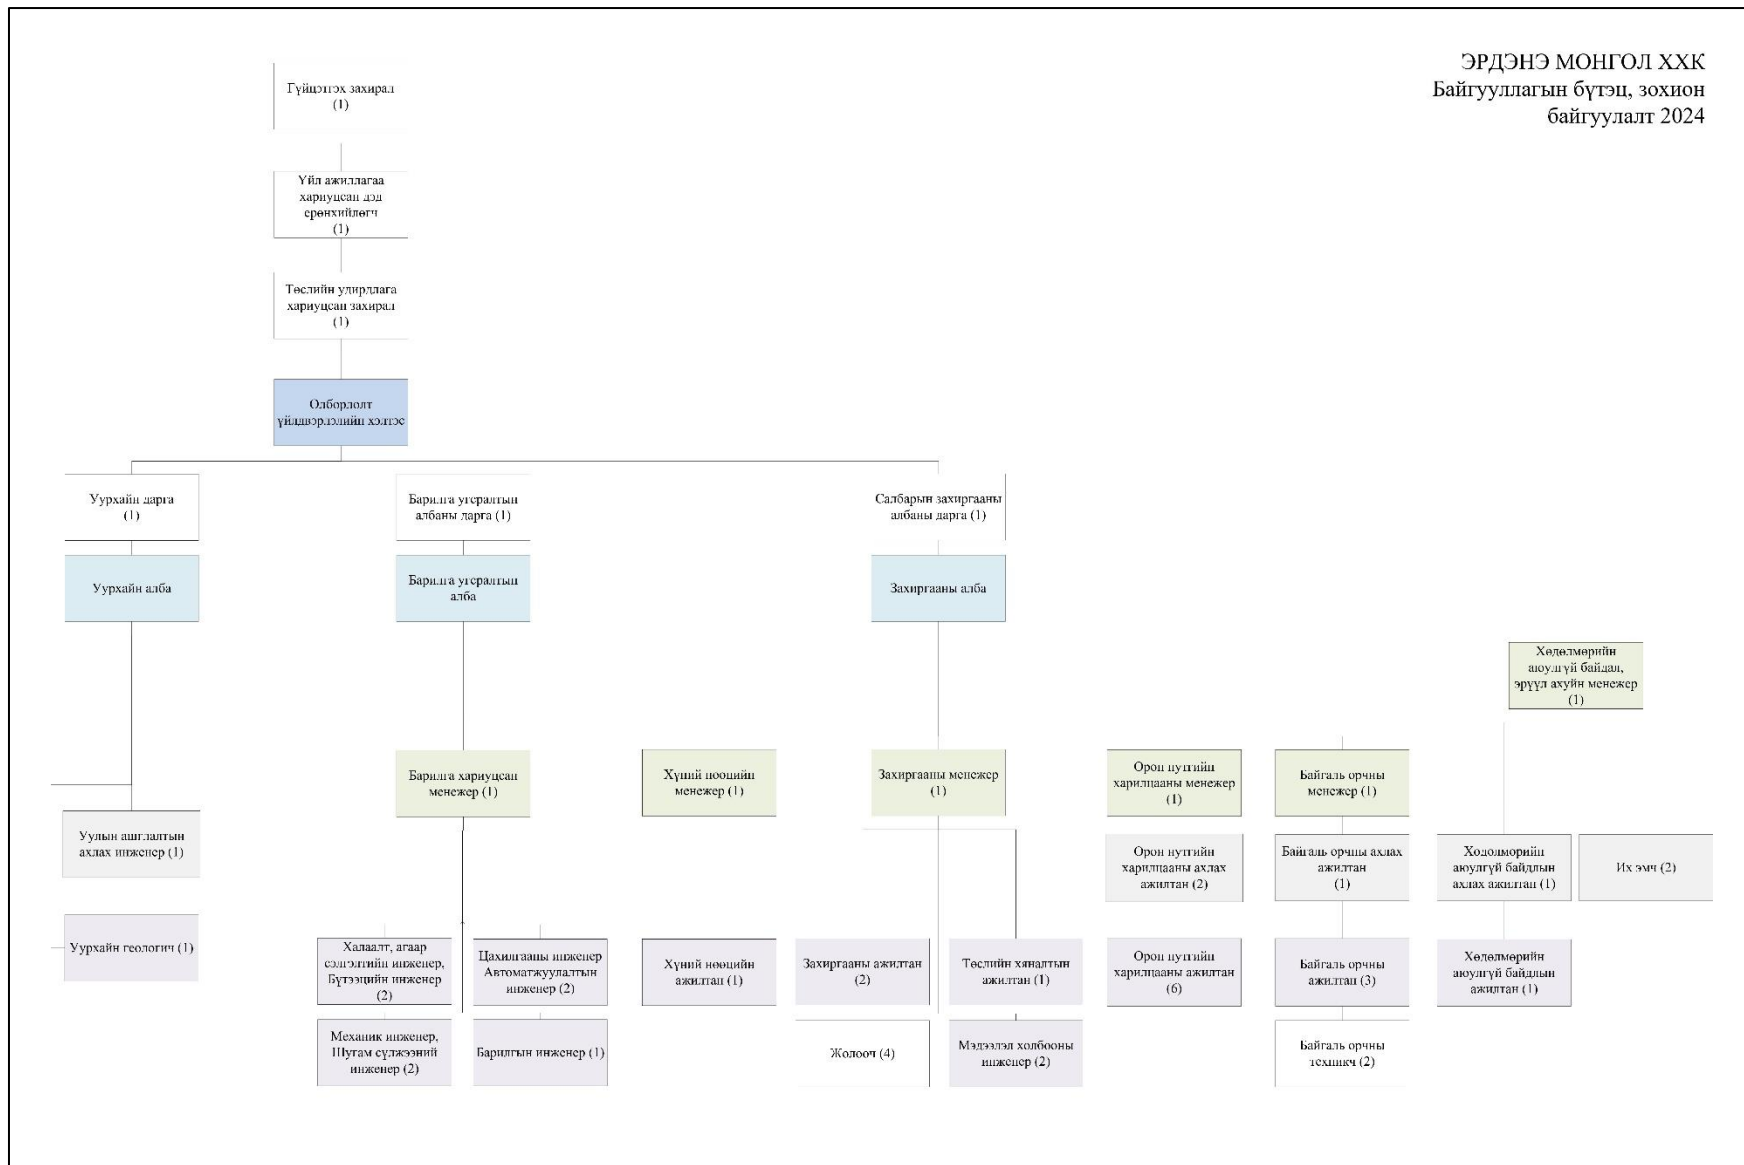 ЭРДЭНЭ МОНГОЛ ХХК
Байгууллагын бүтэц, зохион
байгуулалт 2024
Гүйцэтгэх захирал
(1)
Үйл ажиллагаа
хариуцсан дэд
ерөнхийлөгч
(1)
Төслийн удирдлага
хариуцсан захирал
(1)
Олборлолт
үйлдвэрлэлийн хэлтэс
Уурхайн дарга
(1)
Барилга угсралтын
албаны дарга (1)
Салбарын захиргааны
албаны дарга (1)
Уурхайн алба
Барилга угсралтын
алба
Захиргааны алба
Хөдөлмөрийн
аюулгүй байдал,
эрүүл ахуйн менежер
(1)
Барилга хариуцсан
менежер (1)
Хүний нөөцийн
менежер (1)
Захиргааны менежер
(1)
Орон нутгийн
харилцааны менежер
(1)
Байгаль орчны
менежер (1)
Уулын ашглалтын
ахлах инженер (1)
Орон нутгийн
харилцааны ахлах
ажилтан (2)
Байгаль орчны ахлах
ажилтан
(1)
Хөдөлмөрийн
аюулгүй байдлын
ахлах ажилтан (1)
Их эмч (2)
Уурхайн геологич (1)
Халаалт, агаар
сэлгэлтийн инженер,
Бүтээцийн инженер
(2)
Цахилгааны инженер
Автоматжуулалтын
инженер (2)
Хүний нөөцийн
ажилтан (1)
Захиргааны ажилтан
(2)
Төслийн хяналтын
ажилтан (1)
Орон нутгийн
харилцааны ажилтан
(6)
Байгаль орчны
ажилтан (3)
Хөдөлмөрийн
аюулгүй байдлын
ажилтан (1)
Механик инженер,
Шугам сүлжээний
инженер (2)
Барилгын инженер (1)
Жолооч (4)
Мэдээлэл холбооны
инженер (2)
Байгаль орчны
техникч (2)